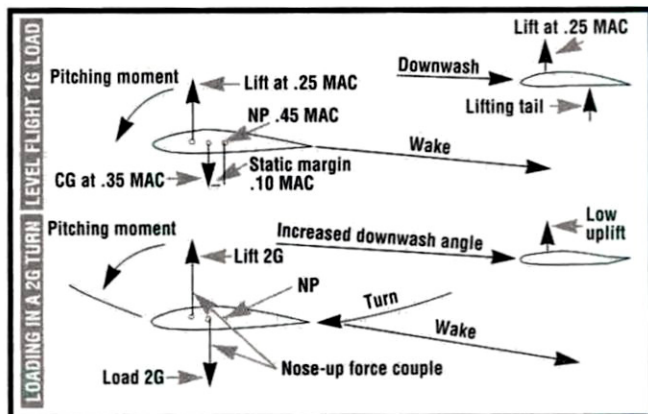 LEVEL FLIGHT 1G LOAD
Pitching moment
Lift at .25 MAC
NP .45 MAC
CG at .35 MAC
Static margin
.10 MAC
Downwash
Wake
Lift at .25 MAC
Lifting tail
LOADING IN A 2G TURN
Pitching moment
Lift 2G
NP
Load 2G
Nose-up force couple
Increased downwash angle
Turn
Wake
Low
uplift